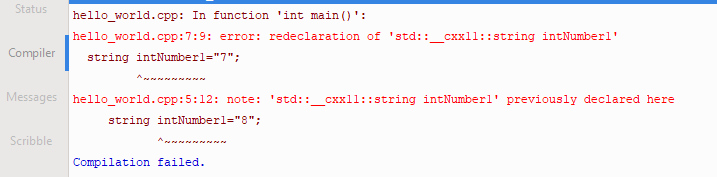 Status
Compiler
Messages
Scribble
hello_world.cpp: In function 'int main()':
hello_world.cpp:7:9: error: redeclaration of 'std::__cxx11::string intNumber1'
string intNumber1="7";
^~~~~~~~~~
hello_world.cpp:5:12: note: 'std::__cxx11::string intNumber1' previously declared here
string intNumber1="8";
^~~~~~~~~~
Compilation failed.